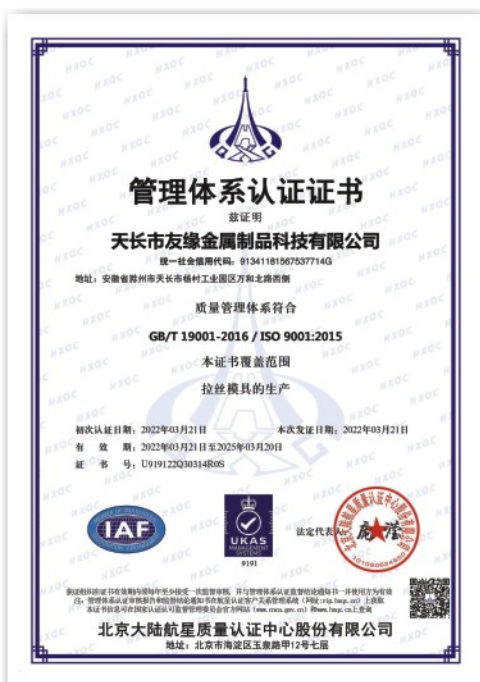 管理体系认证证书
兹证明
天长市友缘金属制品科技有限公司
统一社会信用代码：91341181567537714G
地址：安徽省滁州市天长市杨村工业园区万和北路西侧
质量管理体系符合
GB/T 19001-2016 / ISO 9001:2015
本证书覆盖范围
拉丝模具的生产
初次认证日期：2022年03月21日 本次发证日期：2022年03月21日
有 效 期：2022年03月21日至2025年03月20日
证 书 号：U919122Q30314R0S
IAF
UKAS
MANAGEMENT
SYSTEMS
9191
法定代表人
北京大陆航星质量认证中心股份有限公司
地址：北京市海淀区玉泉路甲12号七层